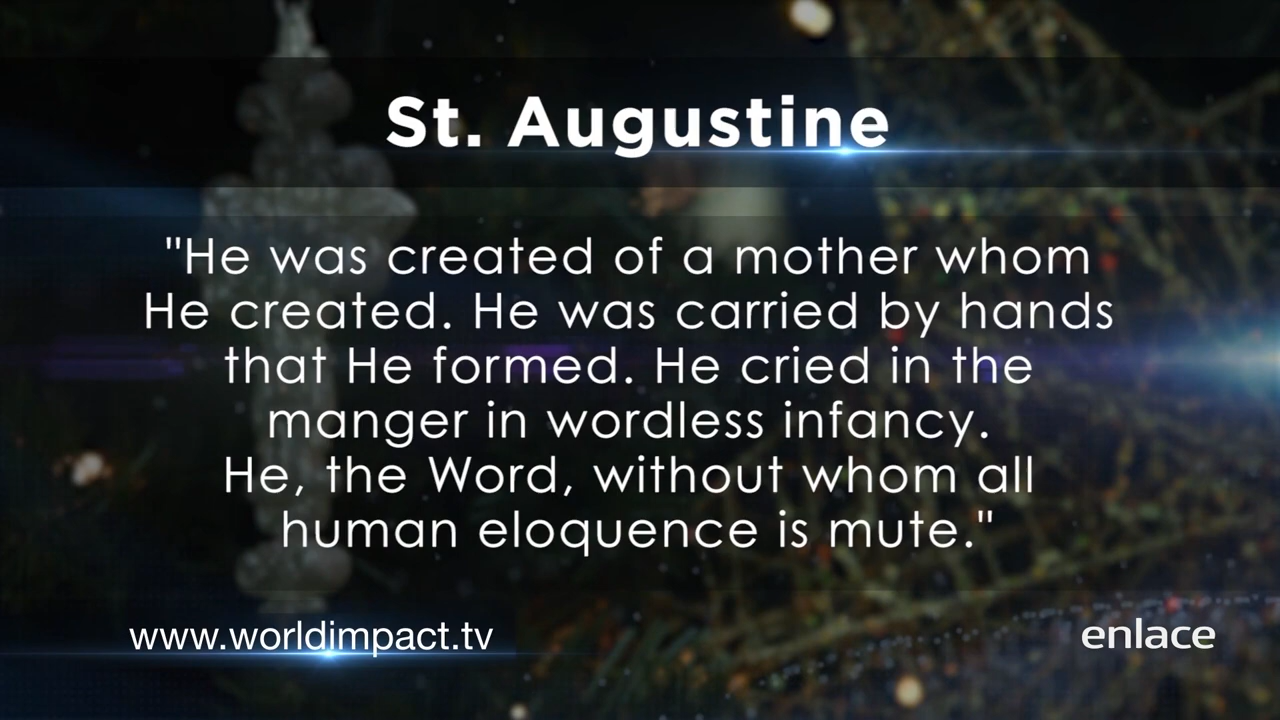 St. Augustine
"He was created of a mother whom
He created. He was carried by hands
that He formed. He cried in the
manger in wordless infancy.
He, the Word, without whom all
human eloquence is mute."
www.worldimpact.tv
enlace